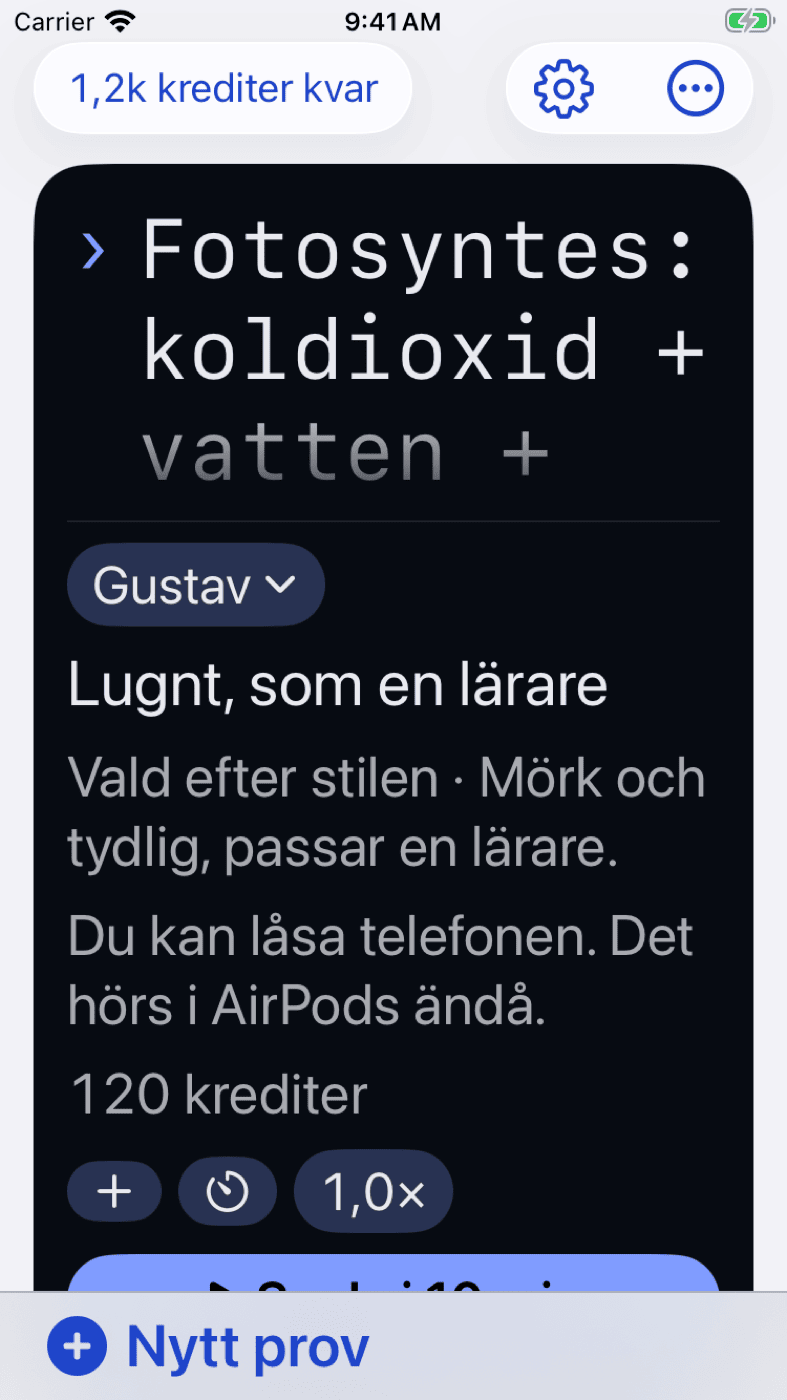 Carrier 9:41 AM
1,2k krediter kvar
› Fotosyntes:
koldioxid +
vatten +
Gustav
Lugnt, som en lärare
Vald efter stilen · Mörk och
tydlig, passar en lärare.
Du kan låsa telefonen. Det
hörs i AirPods ändå.
120 krediter
1,0×
Nytt prov